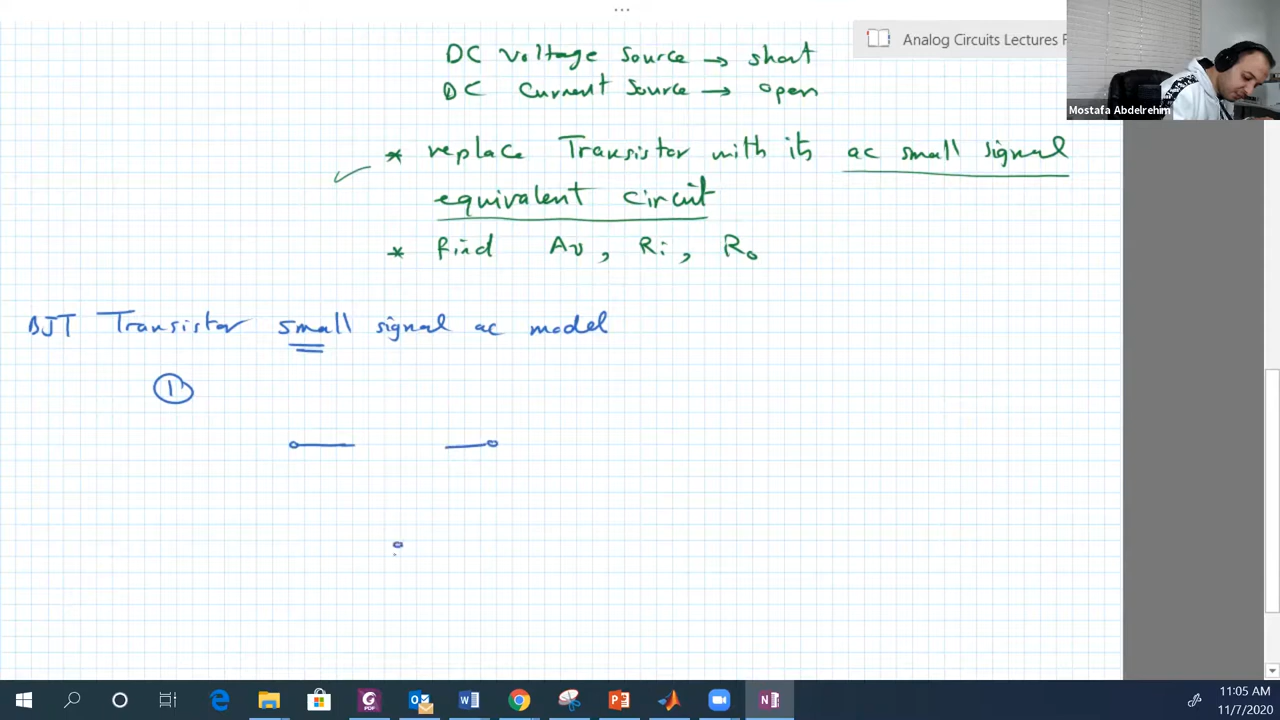 Analog Circuits Lectures F
Mostafa Abdelrehim
DC voltage source → short
DC current source → open
* replace Transistor with its ac small signal
equivalent circuit
* find Av, Ri, Ro
BJT Transistor small signal ac model
1
11:05 AM
11/7/2020